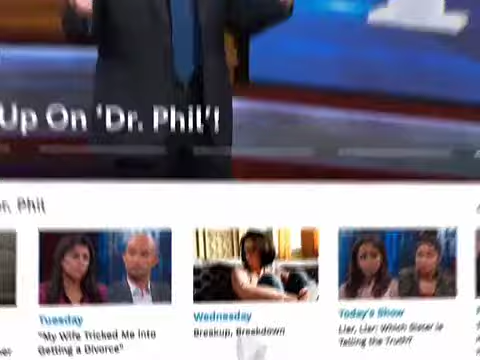 Up On 'Dr. Phil'!
Dr. Phil
Tuesday
"My Wife Tricked Me Into
Getting a Divorce"
Wednesday
Breakup, Breakdown
Today's Show
Liar, Liar: Which Sister is
Telling the Truth?